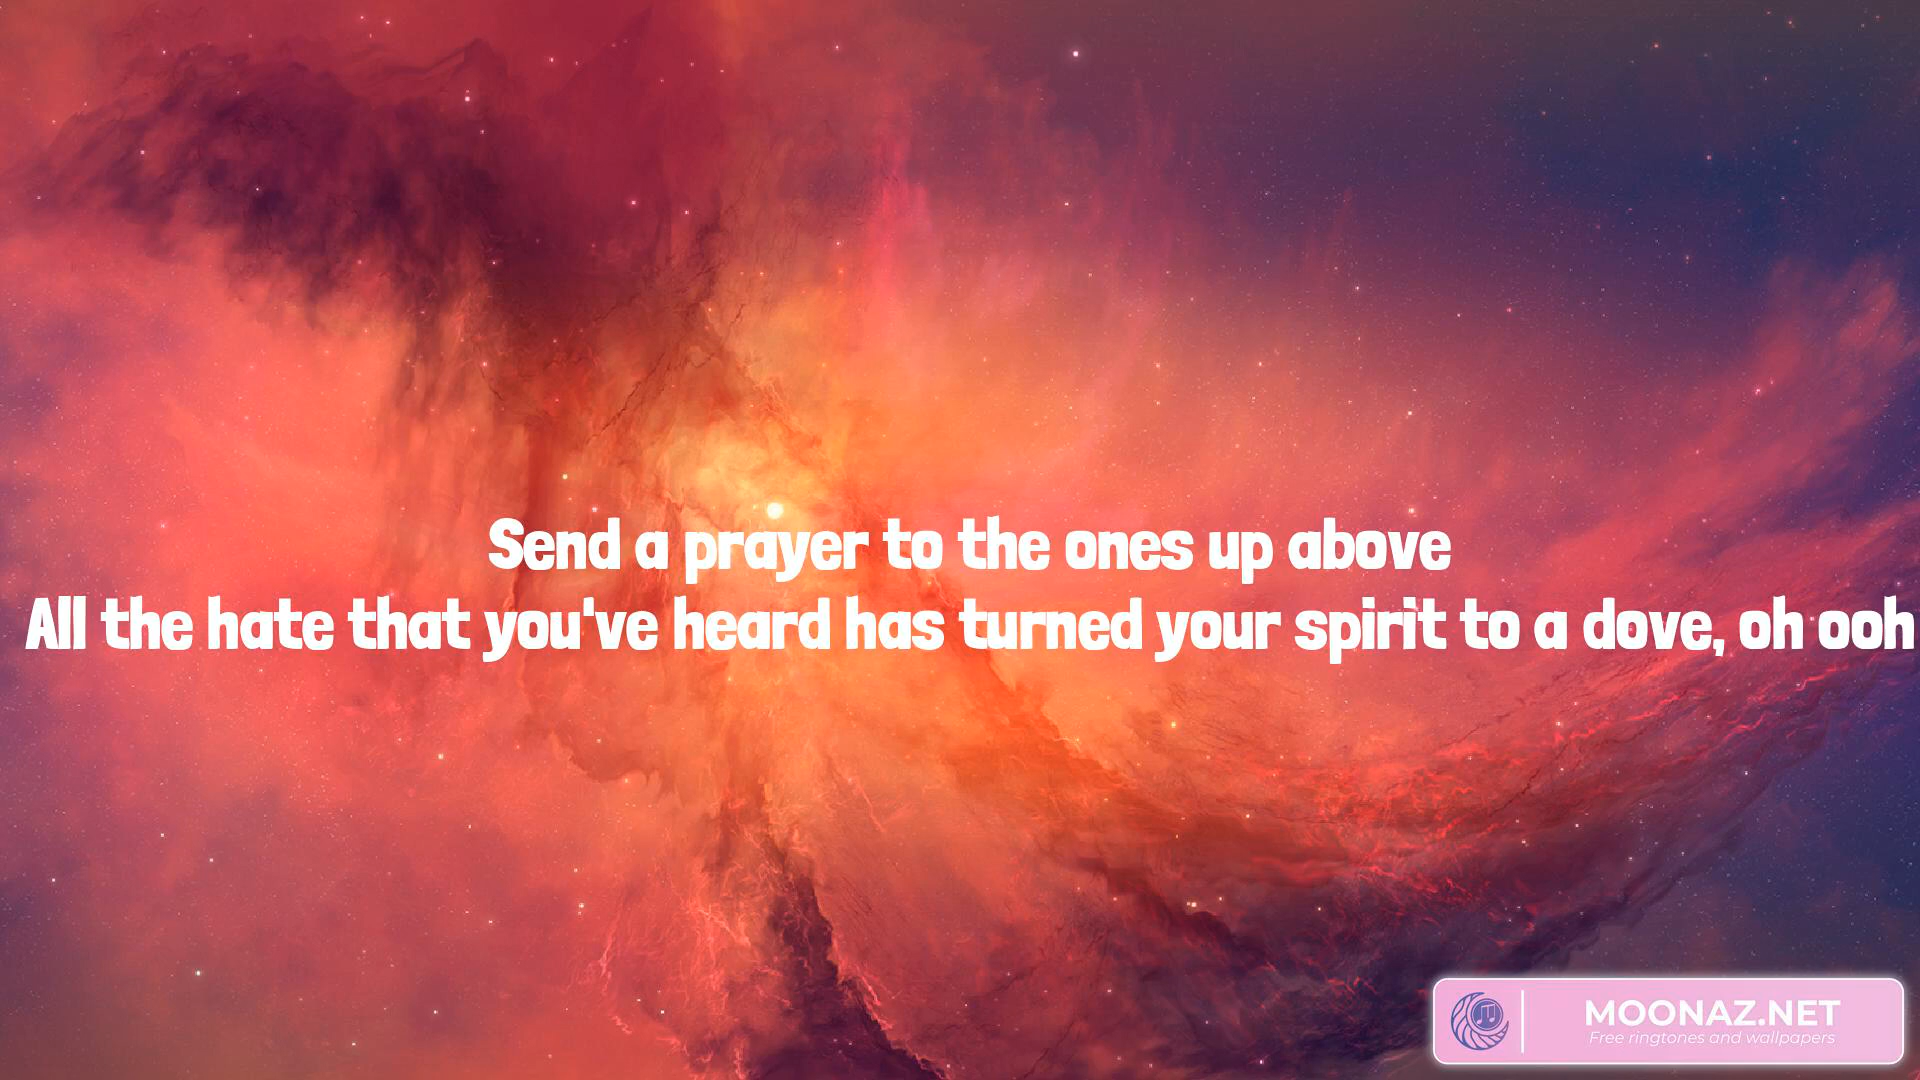 Send a prayer to the ones up above
All the hate that you've heard has turned your spirit to a dove, oh ooh
MOONAZ.NET
Free ringtones and wallpapers